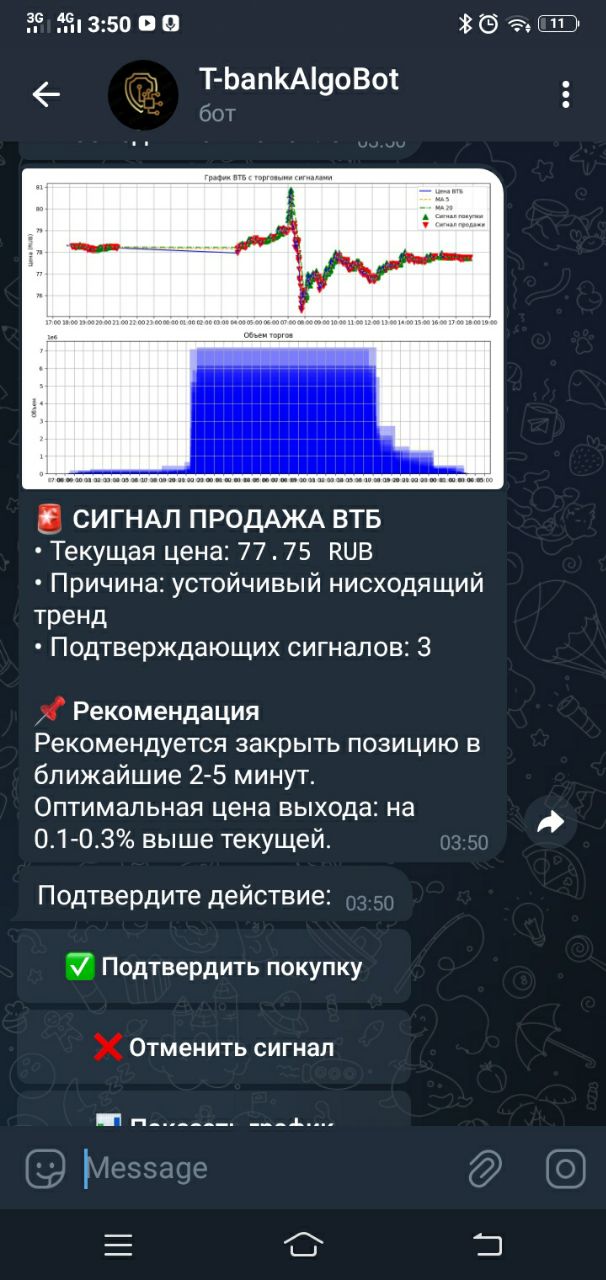 3G 4G 3:50 11
T-bankAlgoBot
бот
График ВТБ с торговыми сигналами
Цена ВТБ
MA 5
MA 20
Сигнал покупки
Сигнал продажи
Цена (RUB)
81
80
79
78
77
76
17:00 18:00 19:00 20:00 21:00 22:00 23:00 00:00 01:00 02:00 03:00 04:00 05:00 06:00 07:00 08:00 09:00 10:00 11:00 12:00 13:00 14:00 15:00 16:00 17:00 18:00 19:00
Объем торгов
1e6
Объем
7
6
5
4
3
2
1
0
СИГНАЛ ПРОДАЖА ВТБ
• Текущая цена: 77.75 RUB
• Причина: устойчивый нисходящий
тренд
• Подтверждающих сигналов: 3
Рекомендация
Рекомендуется закрыть позицию в
ближайшие 2-5 минут.
Оптимальная цена выхода: на
0.1-0.3% выше текущей. 03:50
Подтвердите действие: 03:50
Подтвердить покупку
Отменить сигнал
Message